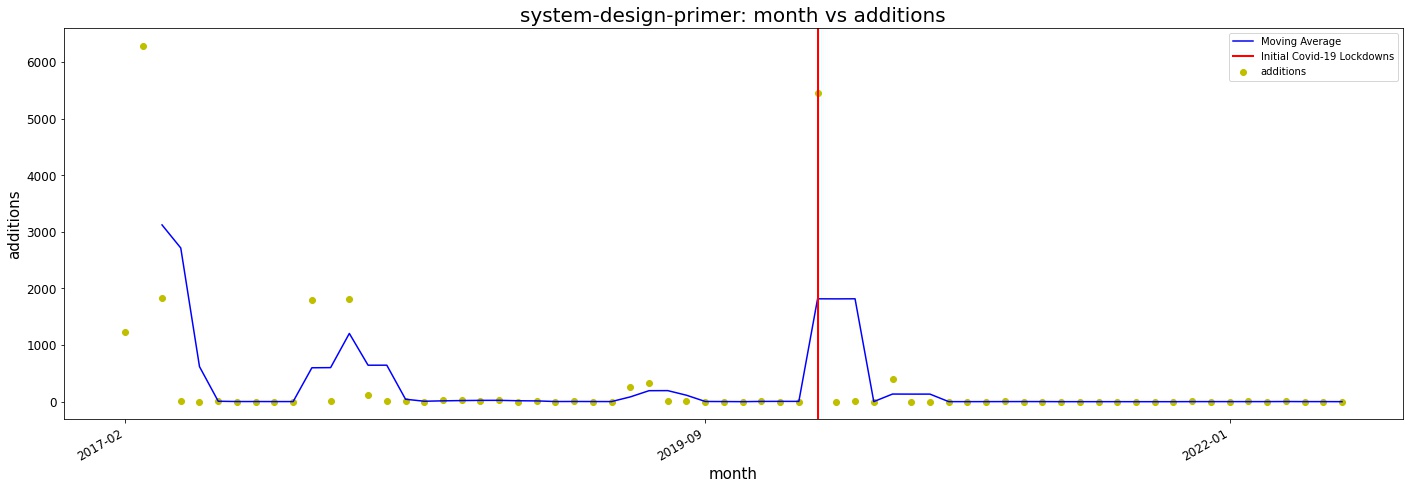 system-design-primer: month vs additions
6000
5000
4000
3000
2000
1000
0
additions
Moving Average
Initial Covid-19 Lockdowns
additions
2017-02
2019-09
2022-01
month